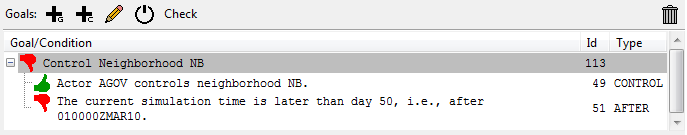 Goals: +G +C Check
Goal/Condition Id Type
Control Neighborhood NB 113
Actor AGOV controls neighborhood NB. 49 CONTROL
The current simulation time is later than day 50, i.e., after 51 AFTER
010000ZMAR10.